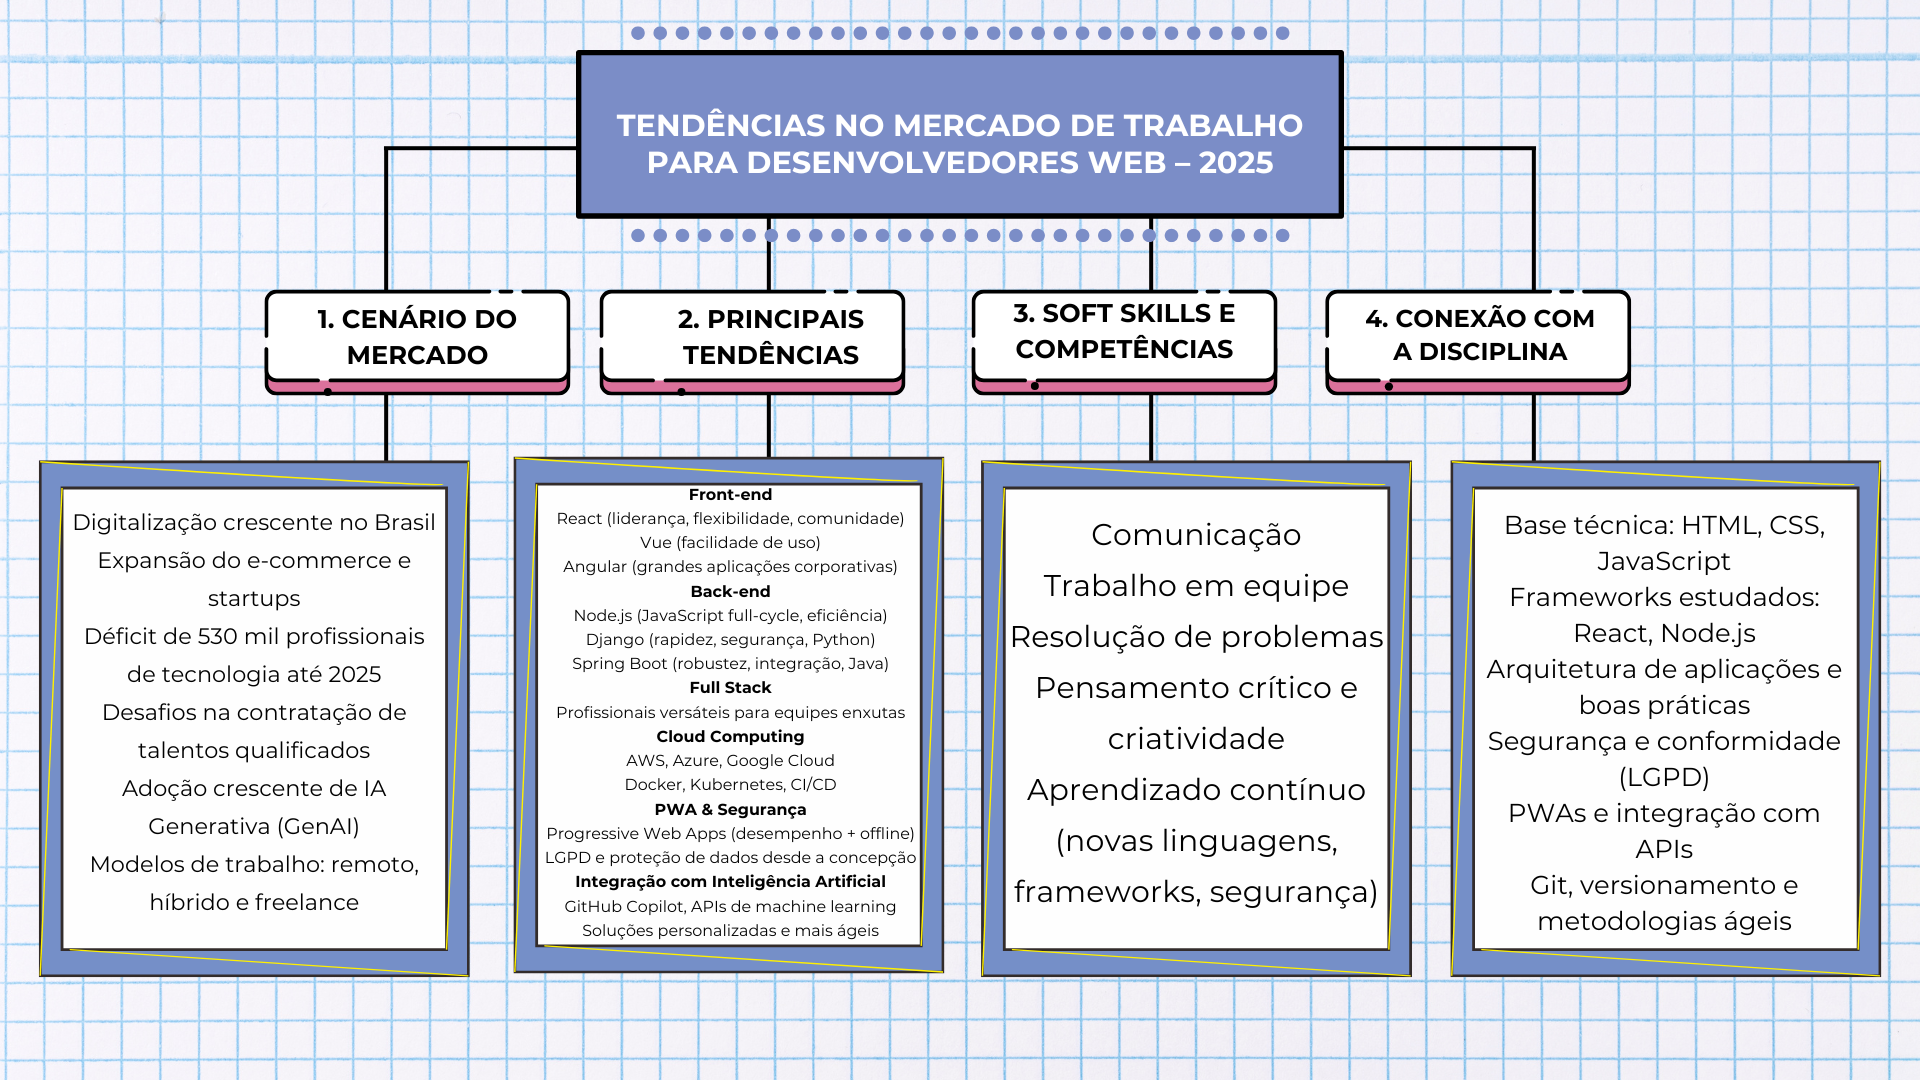 TENDÊNCIAS NO MERCADO DE TRABALHO
PARA DESENVOLVEDORES WEB – 2025
1. CENÁRIO DO
MERCADO
2. PRINCIPAIS
TENDÊNCIAS
3. SOFT SKILLS E
COMPETÊNCIAS
4. CONEXÃO COM
A DISCIPLINA
Digitalização crescente no Brasil
Expansão do e-commerce e
startups
Déficit de 530 mil profissionais
de tecnologia até 2025
Desafios na contratação de
talentos qualificados
Adoção crescente de IA
Generativa (GenAI)
Modelos de trabalho: remoto,
híbrido e freelance
Front-end
React (liderança, flexibilidade, comunidade)
Vue (facilidade de uso)
Angular (grandes aplicações corporativas)
Back-end
Node.js (JavaScript full-cycle, eficiência)
Django (rapidez, segurança, Python)
Spring Boot (robustez, integração, Java)
Full Stack
Profissionais versáteis para equipes enxutas
Cloud Computing
AWS, Azure, Google Cloud
Docker, Kubernetes, CI/CD
PWA & Segurança
Progressive Web Apps (desempenho + offline)
LGPD e proteção de dados desde a concepção
Integração com Inteligência Artificial
GitHub Copilot, APIs de machine learning
Soluções personalizadas e mais ágeis
Comunicação
Trabalho em equipe
Resolução de problemas
Pensamento crítico e
criatividade
Aprendizado contínuo
(novas linguagens,
frameworks, segurança)
Base técnica: HTML, CSS,
JavaScript
Frameworks estudados:
React, Node.js
Arquitetura de aplicações e
boas práticas
Segurança e conformidade
(LGPD)
PWAs e integração com
APIs
Git, versionamento e
metodologias ágeis